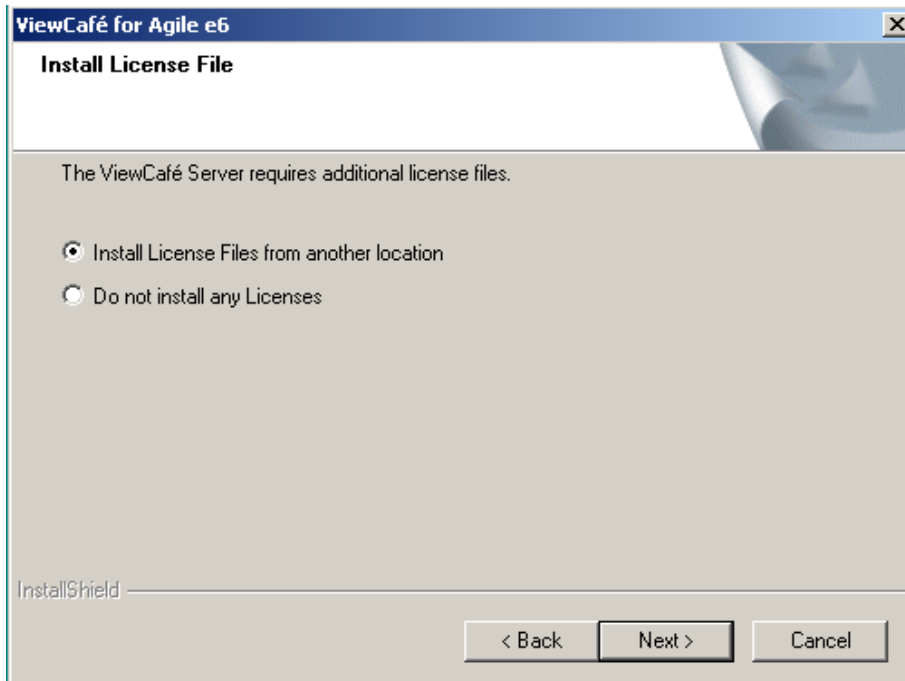 ViewCafé for Agile e6
Install License File
The ViewCafé Server requires additional license files.
Install License Files from another location
Do not install any Licenses
InstallShield
< Back
Next >
Cancel